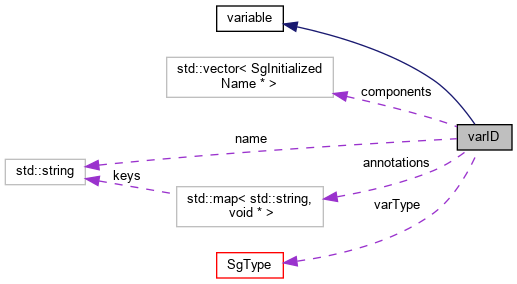 variable
std::vector< SgInitialized
Name * >
components
varID
name
annotations
std::string
keys
std::map< std::string,
void * >
varType
SgType